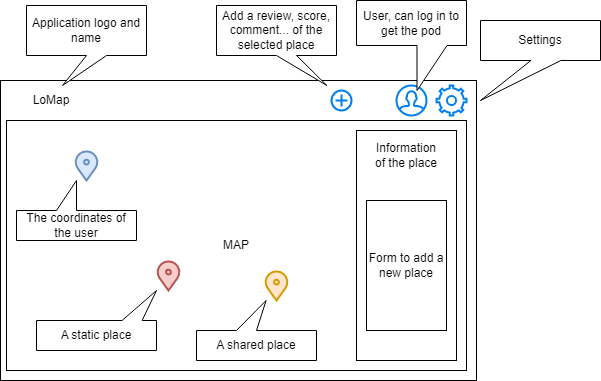 Application logo and
name
Add a review, score,
comment... of the
selected place
User, can log in to
get the pod
Settings
LoMap
Information
of the place
The coordinates of
the user
MAP
Form to add a
new place
A static place
A shared place